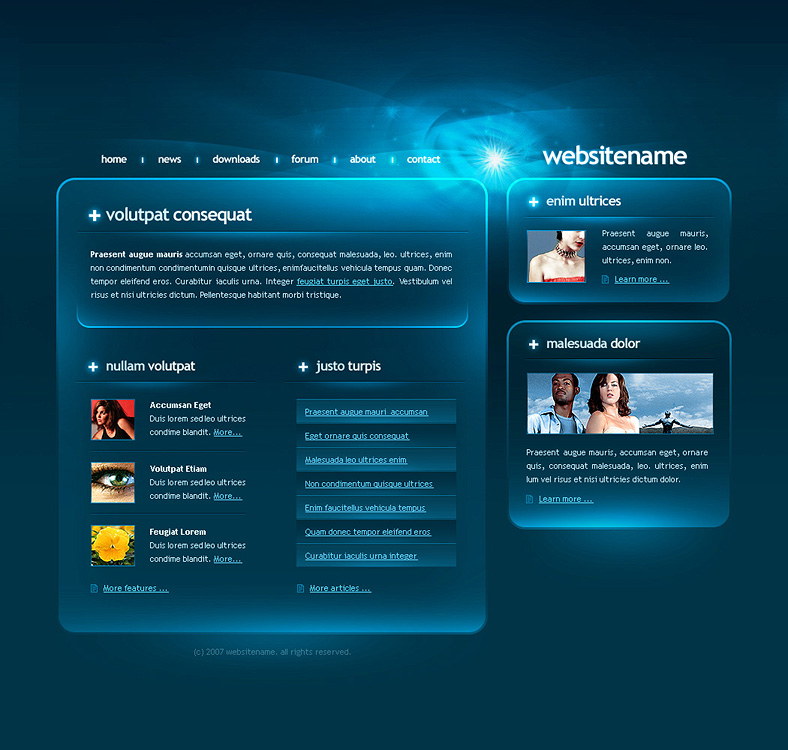 home news downloads forum about contact
websitename
volutpat consequat
Praesent augue mauris accumsan eget, ornare quis, consequat malesuada, leo. ultrices, enim
non condimentum condimentumin quisque ultrices, enimfaucitellus vehicula tempus quam. Donec
tempor eleifend eros. Curabitur iaculis urna. Integer feugiat turpis eget justo. Vestibulum vel
risus et nisi ultricies dictum. Pellentesque habitant morbi tristique.
nullam volutpat
Accumsan Eget
Duis lorem sed leo ultrices
condime blandit. More...
Volutpat Etiam
Duis lorem sed leo ultrices
condime blandit. More...
Feugiat Lorem
Duis lorem sed leo ultrices
condime blandit. More...
More features ...
justo turpis
Praesent augue mauri accumsan
Eget ornare quis consequat
Malesuada leo ultrices enim
Non condimentum quisque ultrices
Enim faucitellus vehicula tempus
Quam donec tempor eleifend eros
Curabitur iaculis urna integer
More articles ...
enim ultrices
Praesent augue mauris,
accumsan eget, ornare leo.
ultrices, enim non.
Learn more ...
malesuada dolor
Praesent augue mauris, accumsan eget, ornare
quis, consequat malesuada, leo. ultrices, enim
lum vel risus et nisi ultricies dictum dolor.
Learn more ...
(c) 2007 websitename. all rights reserved.